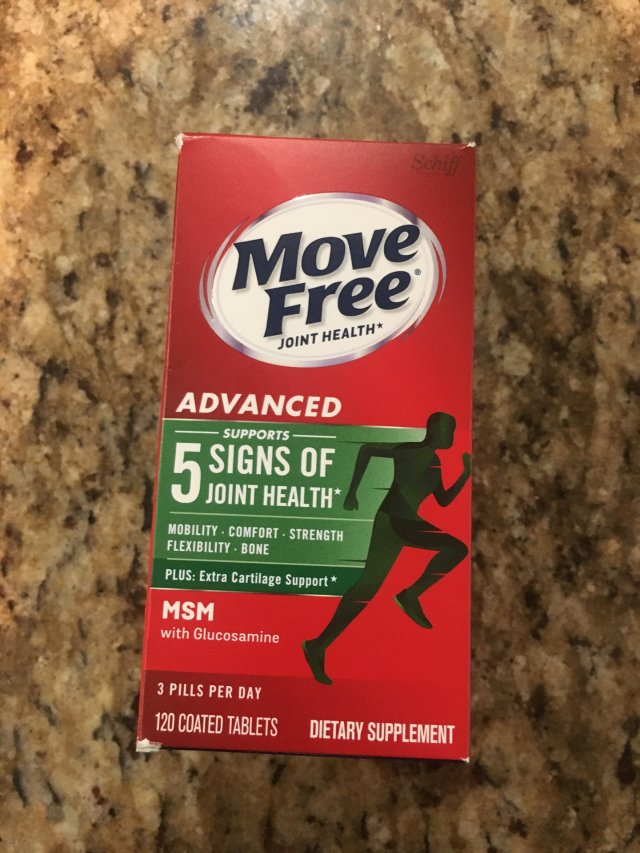 Schiff
Move
Free®
JOINT HEALTH*
ADVANCED
SUPPORTS
5 SIGNS OF
JOINT HEALTH*
MOBILITY · COMFORT · STRENGTH
FLEXIBILITY · BONE
PLUS: Extra Cartilage Support*
MSM
with Glucosamine
3 PILLS PER DAY
120 COATED TABLETS DIETARY SUPPLEMENT